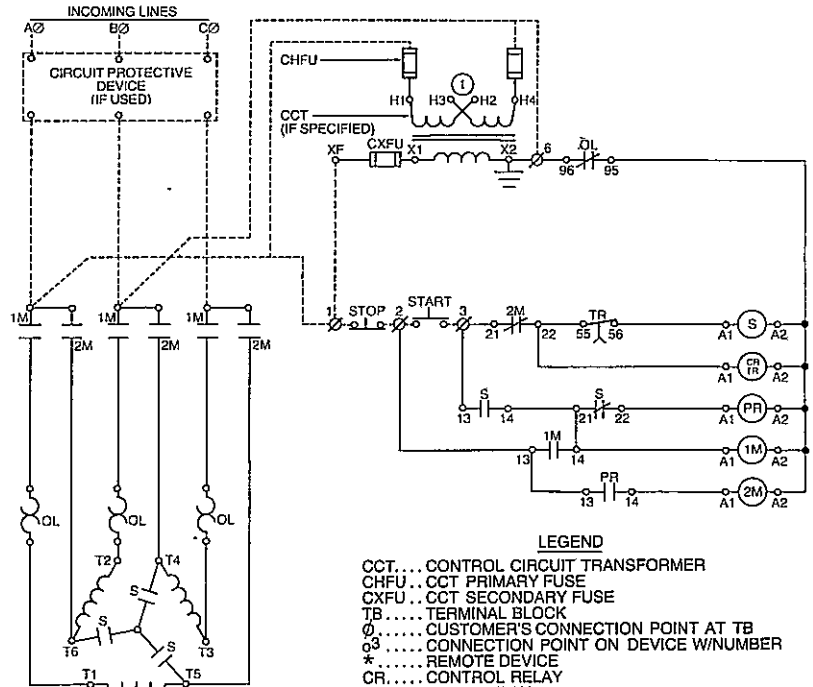 INCOMING LINES
AØ BØ CØ
CIRCUIT PROTECTIVE
DEVICE
(IF USED)
CHFU
1
H1 H3 H2 H4
CCT
(IF SPECIFIED)
XF CXFU X1 X2 6 OL
96 95
1M 1M 1M
2M 2M 2M
1 STOP 2 START 3 2M TR
21 22 55 56 A1 S A2
A1 CR TR A2
S S
13 14 21 22 A1 PR A2
1M
13 14 A1 1M A2
PR
13 14 A1 2M A2
OL OL OL
T2 T4
S
S S
T6 T3
T1 T5
LEGEND
CCT.... CONTROL CIRCUIT TRANSFORMER
CHFU.. CCT PRIMARY FUSE
CXFU.. CCT SECONDARY FUSE
TB..... TERMINAL BLOCK
Ø...... CUSTOMER'S CONNECTION POINT AT TB
o3 .... CONNECTION POINT ON DEVICE W/NUMBER
*...... REMOTE DEVICE
CR..... CONTROL RELAY